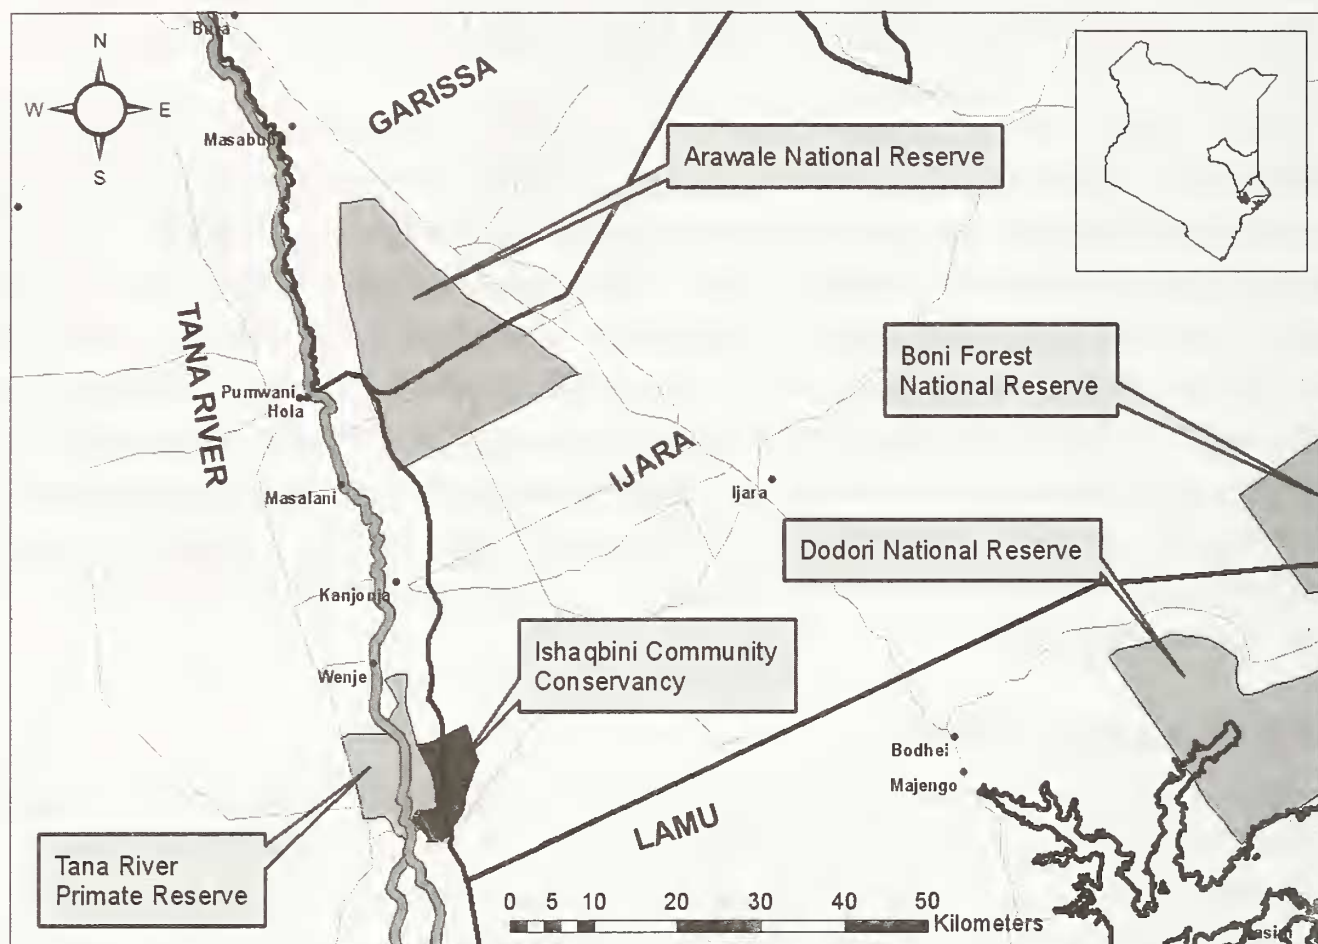 Bura
N
W
E
S
GARISSA
Masabubu
Arawale National Reserve
TANA RIVER
Boni Forest
National Reserve
Pumwani
Hola
IJARA
Masalani
Ijara
Dodori National Reserve
Kanjonja
Ishaqbini Community
Conservancy
Wenje
Bodhei
Majengo
LAMU
Tana River
Primate Reserve
0 5 10 20 30 40 50
Kilometers